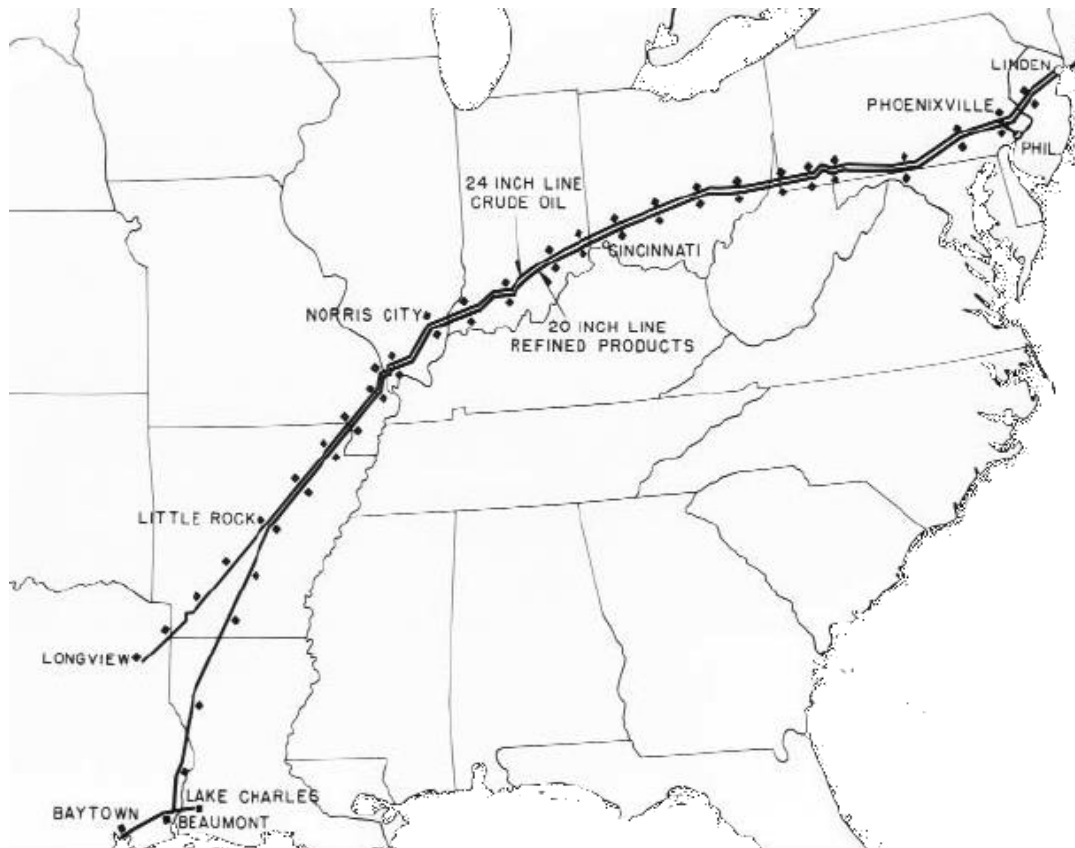 LINDEN
PHOENIXVILLE
PHIL.
24 INCH LINE
CRUDE OIL
CINCINNATI
NORRIS CITY
20 INCH LINE
REFINED PRODUCTS
LITTLE ROCK
LONGVIEW
LAKE CHARLES
BAYTOWN
BEAUMONT